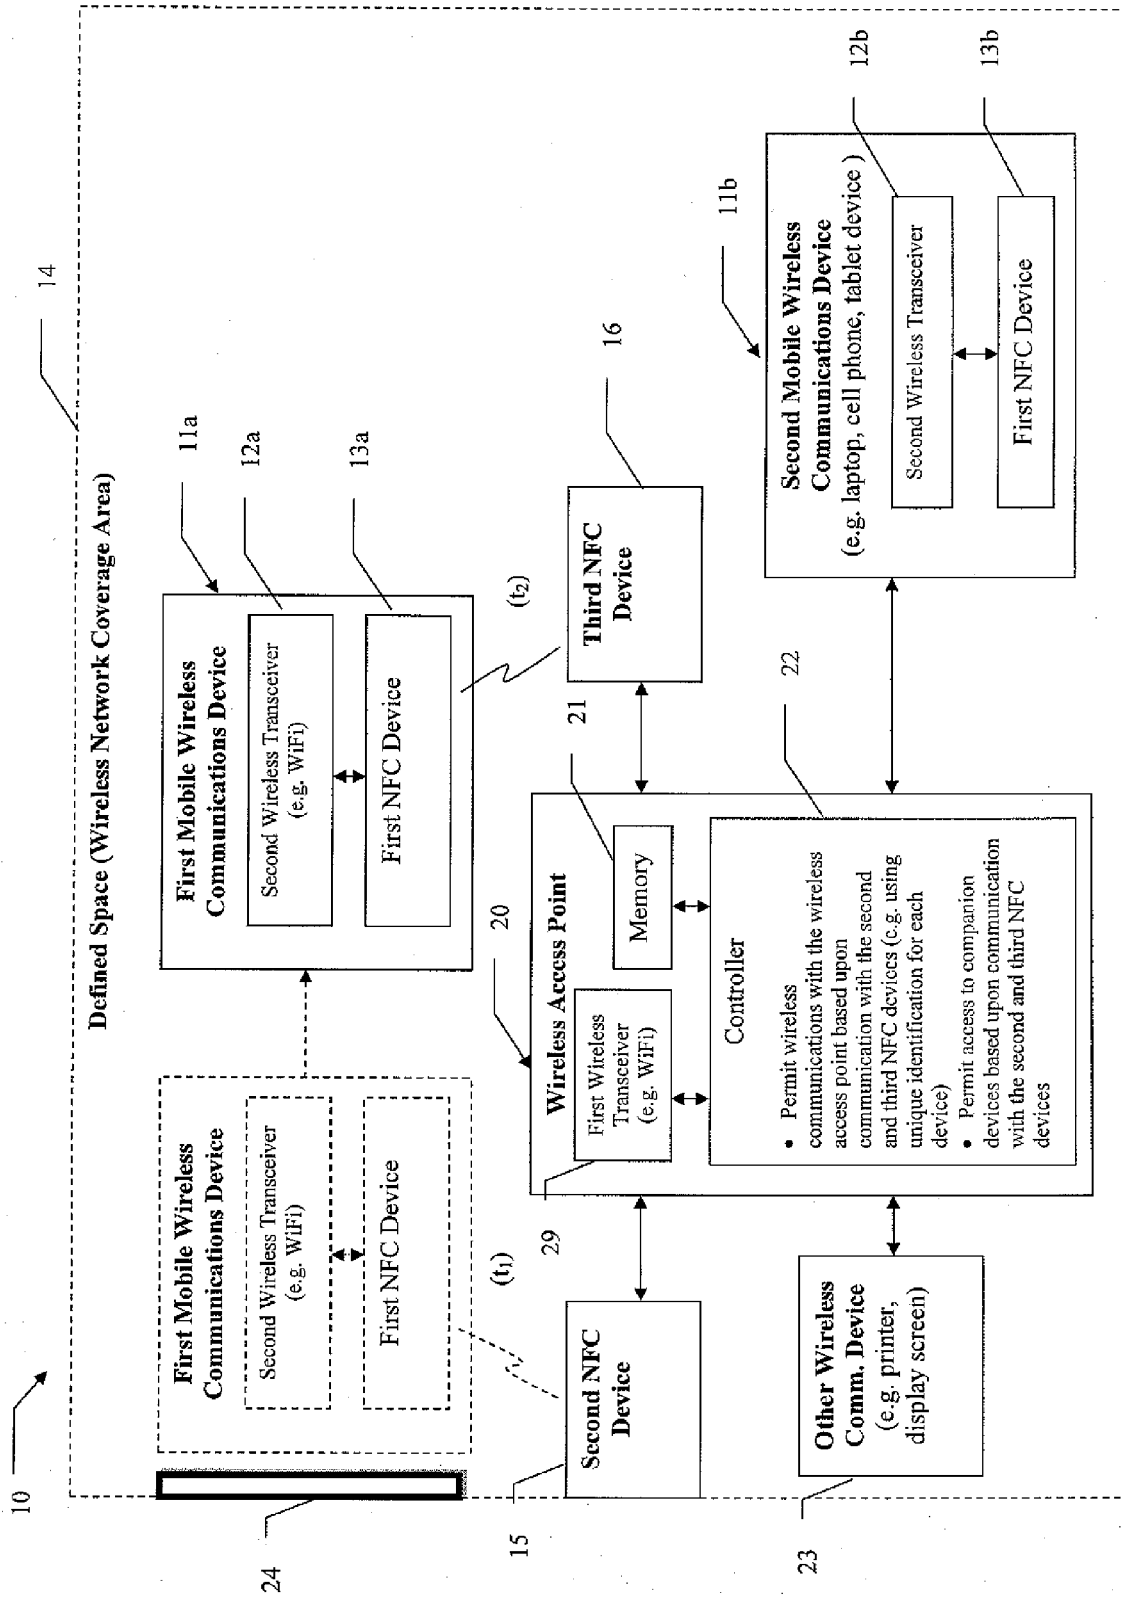 10
14
Defined Space (Wireless Network Coverage Area)
24
First Mobile Wireless
Communications Device
Second Wireless Transceiver
(e.g. WiFi)
First NFC Device
(t1)
First Mobile Wireless
Communications Device
Second Wireless Transceiver
(e.g. WiFi)
First NFC Device
11a
12a
13a
(t2)
15
Second NFC
Device
29
20
Wireless Access Point
First Wireless
Transceiver
(e.g. WiFi)
Memory
21
Controller
• Permit wireless
communications with the wireless
access point based upon
communication with the second
and third NFC devices (e.g. using
unique identification for each
device)
• Permit access to companion
devices based upon communication
with the second and third NFC
devices
22
Third NFC
Device
16
23
Other Wireless
Comm. Device
(e.g. printer,
display screen)
11b
Second Mobile Wireless
Communications Device
(e.g. laptop, cell phone, tablet device )
Second Wireless Transceiver
First NFC Device
12b
13b